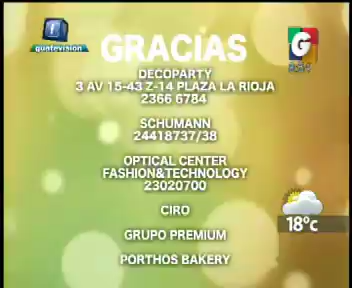 guatevision
GRACIAS
G
DECOPARTY
3 AV 15-43 Z-14 PLAZA LA RIOJA
2366 6784
SCHUMANN
24418737/38
OPTICAL CENTER
FASHION&TECHNOLOGY
23020700
CIRO
18°C
GRUPO PREMIUM
PORTHOS BAKERY